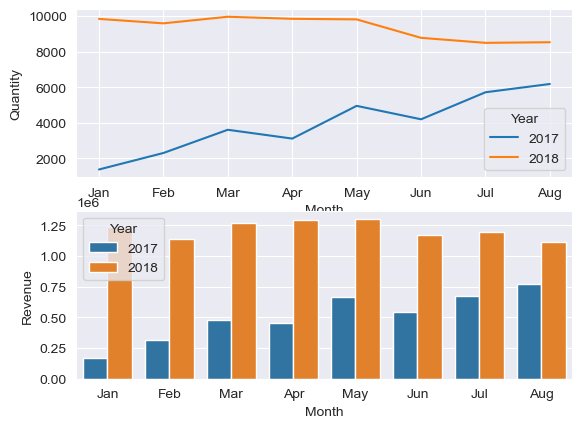 10000
8000
6000
4000
2000
Quantity
Year
2017
2018
Jan Feb Mar Apr May Jun Jul Aug
Month
1e6
1.25
1.00
0.75
0.50
0.25
0.00
Revenue
Year
2017
2018
Jan Feb Mar Apr May Jun Jul Aug
Month